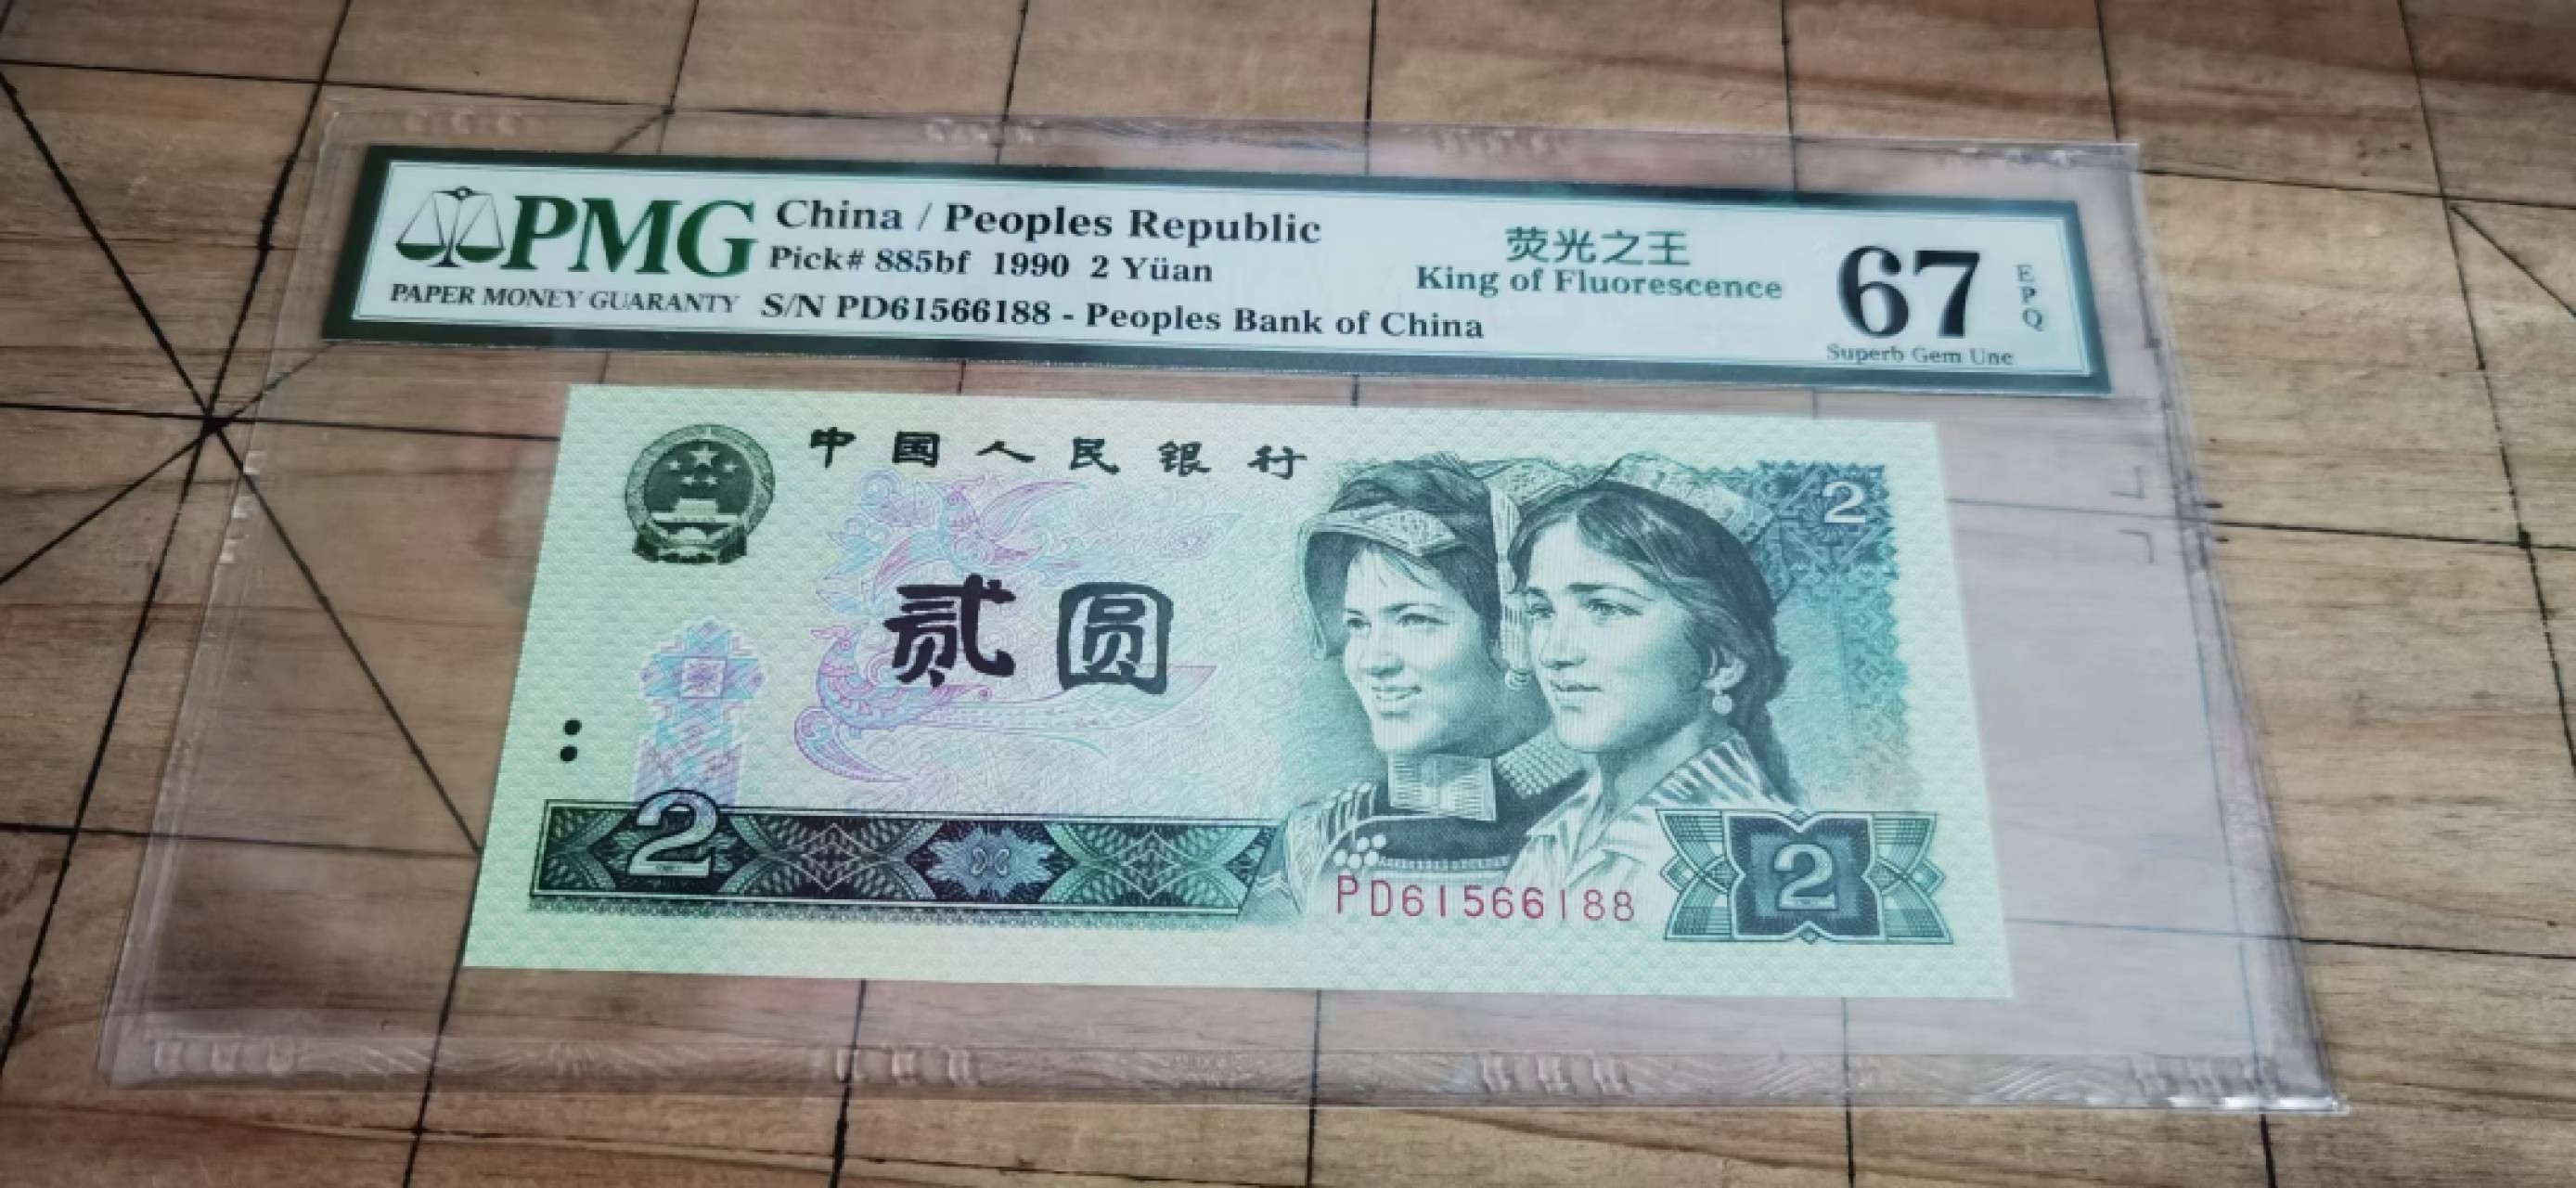 PMG
PAPER MONEY GUARANTY
China / Peoples Republic
Pick# 885bf 1990 2 Yüan
S/N PD61566188 - Peoples Bank of China
荧光之王
King of Fluorescence
67
EPQ
Superb Gem Unc
中国人民银行
2
贰圆
2
PD61566188
2